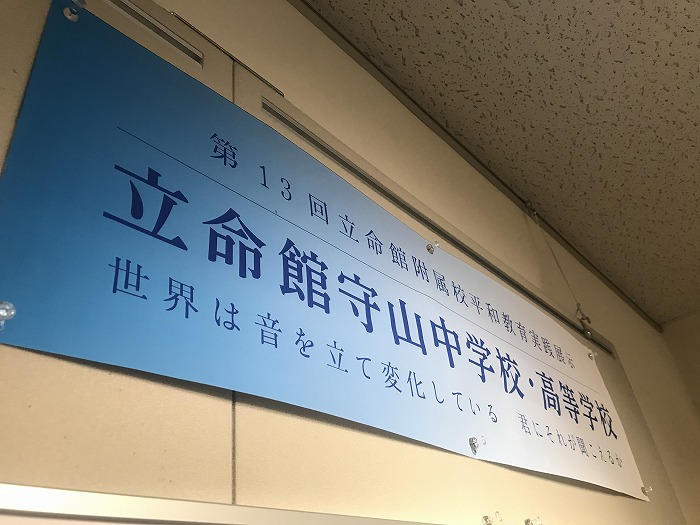 第13回立命館附属校平和教育実践展示
立命館守山中学校・高等学校
世界は音を立て変化している　君にそれが聞こえるか